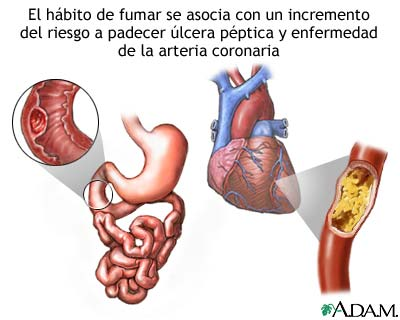 El hábito de fumar se asocia con un incremento
del riesgo a padecer úlcera péptica y enfermedad
de la arteria coronaria
A.D.A.M.